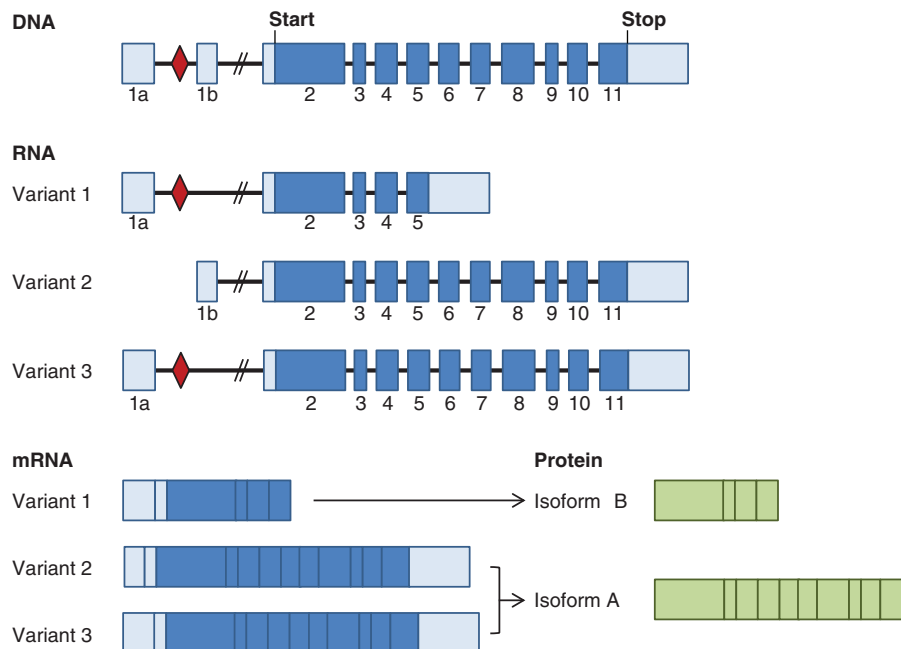 DNA Start Stop
1a 1b 2 3 4 5 6 7 8 9 10 11
RNA
Variant 1
1a 2 3 4 5
Variant 2
1b 2 3 4 5 6 7 8 9 10 11
Variant 3
1a 2 3 4 5 6 7 8 9 10 11
mRNA Protein
Variant 1 Isoform B
Variant 2
Isoform A
Variant 3